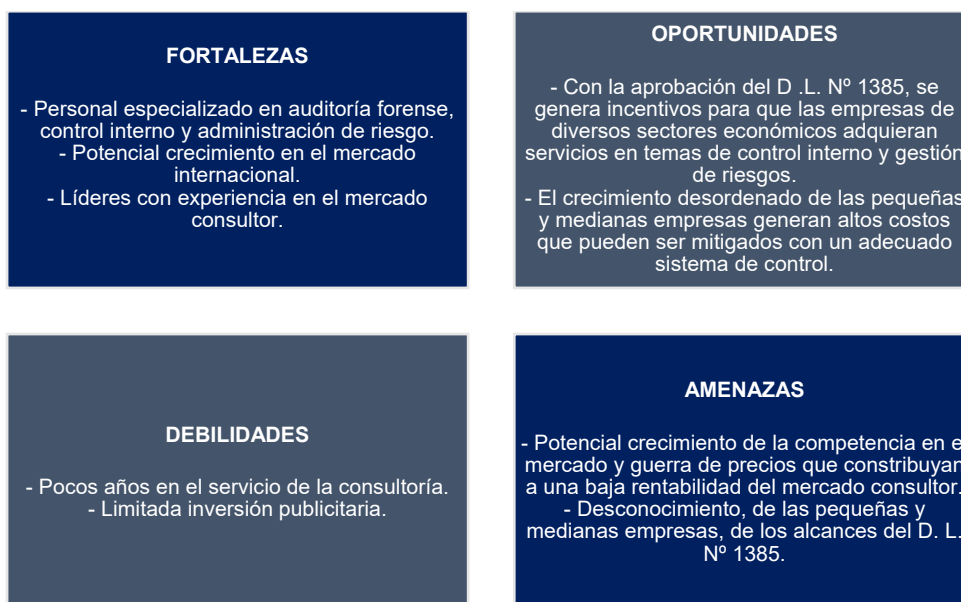 FORTALEZAS
- Personal especializado en auditoría forense,
control interno y administración de riesgo.
- Potencial crecimiento en el mercado
internacional.
- Líderes con experiencia en el mercado
consultor.
OPORTUNIDADES
- Con la aprobación del D .L. Nº 1385, se
genera incentivos para que las empresas de
diversos sectores económicos adquieran
servicios en temas de control interno y gestión
de riesgos.
- El crecimiento desordenado de las pequeñas
y medianas empresas generan altos costos
que pueden ser mitigados con un adecuado
sistema de control.
DEBILIDADES
- Pocos años en el servicio de la consultoría.
- Limitada inversión publicitaria.
AMENAZAS
- Potencial crecimiento de la competencia en el
mercado y guerra de precios que constribuyan
a una baja rentabilidad del mercado consultor.
- Desconocimiento, de las pequeñas y
medianas empresas, de los alcances del D. L.
Nº 1385.